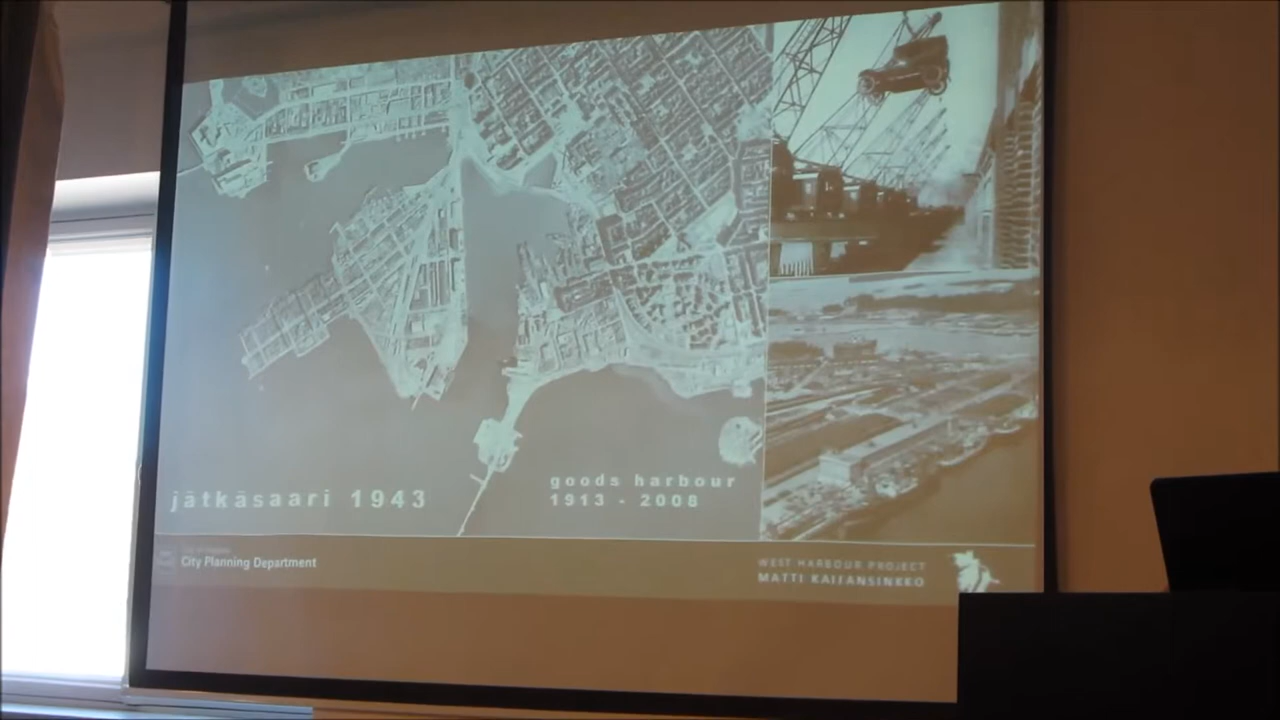 jätkäsaari 1943
goods harbour
1913 - 2008
City Planning Department
WEST HARBOUR PROJECT
MATTI KAIJANSINKKO